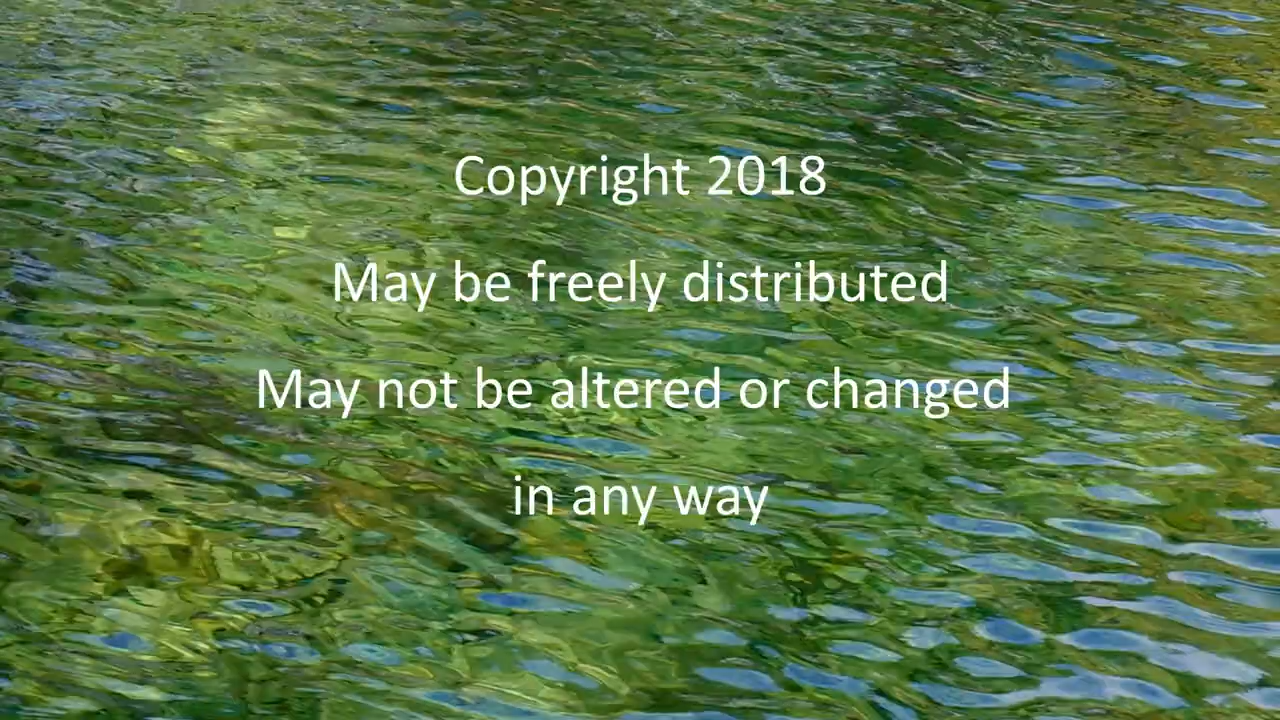 Copyright 2018
May be freely distributed
May not be altered or changed
in any way